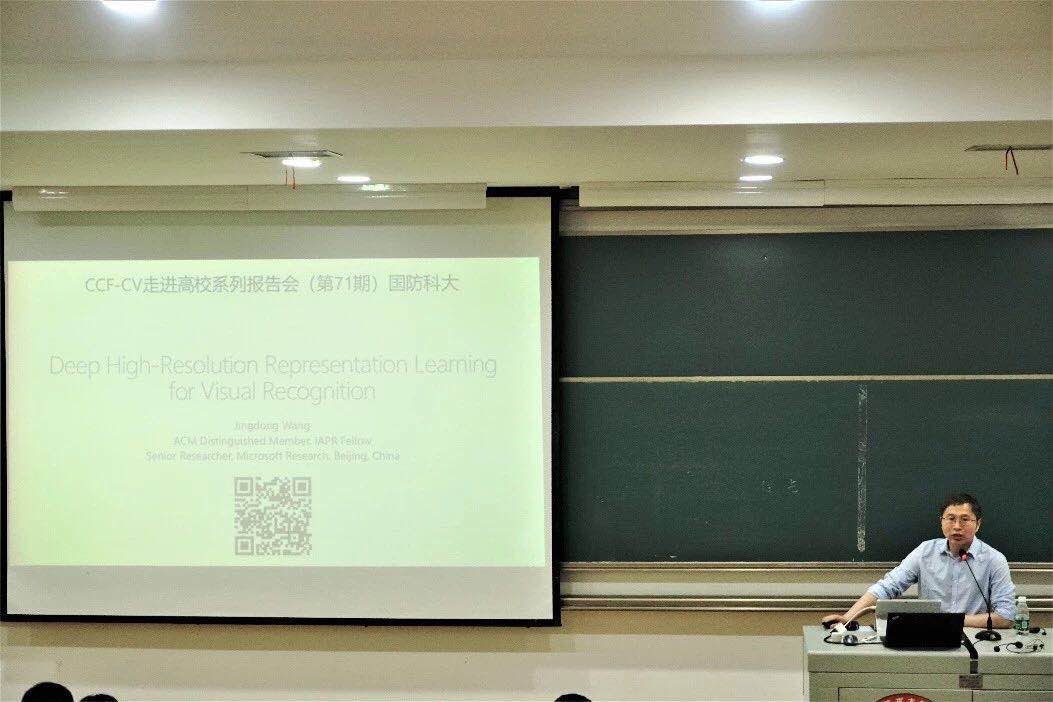 CCF-CV走进高校系列报告会（第71期）国防科大
Deep High-Resolution Representation Learning
for Visual Recognition
Jingdong Wang
ACM Distinguished Member, IAPR Fellow
Senior Researcher, Microsoft Research, Beijing, China